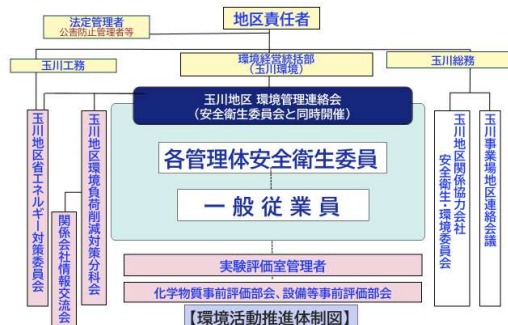 地区責任者
法定管理者
公害防止管理者等
玉川工務
環境経営統括部
(玉川環境)
玉川総務
玉川地区 環境管理連絡会
(安全衛生委員会と同時開催)
各管理体安全衛生委員
一般従業員
玉川地区省エネルギー対策委員会
関係会社情報交流会
玉川地区環境負荷削減対策分科会
玉川地区関係協力会社
安全衛生・環境委員会
玉川事業場地区連絡会議
実験評価室管理者
化学物質事前評価部会、設備等事前評価部会
【環境活動推進体制図】